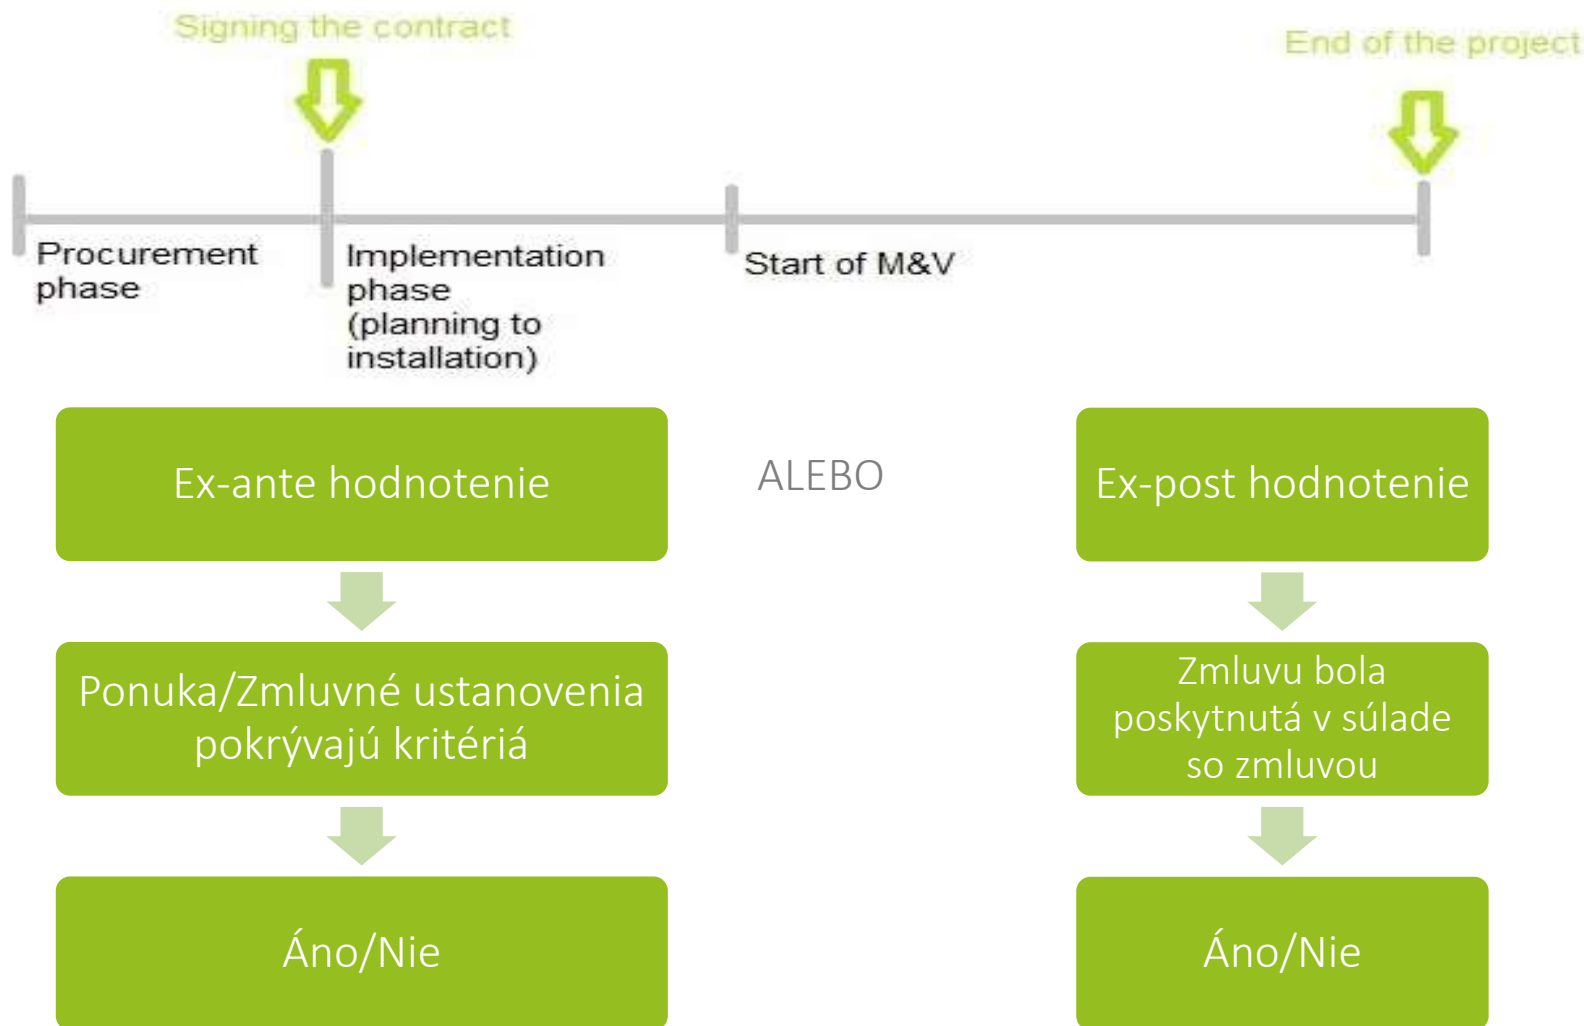 Signing the contract
End of the project
Procurement
phase
Implementation
phase
(planning to
installation)
Start of M&V
Ex-ante hodnotenie
ALEBO
Ex-post hodnotenie
Ponuka/Zmluvné ustanovenia
pokrývajú kritériá
Zmluvu bola
poskytnutá v súlade
so zmluvou
Áno/Nie
Áno/Nie